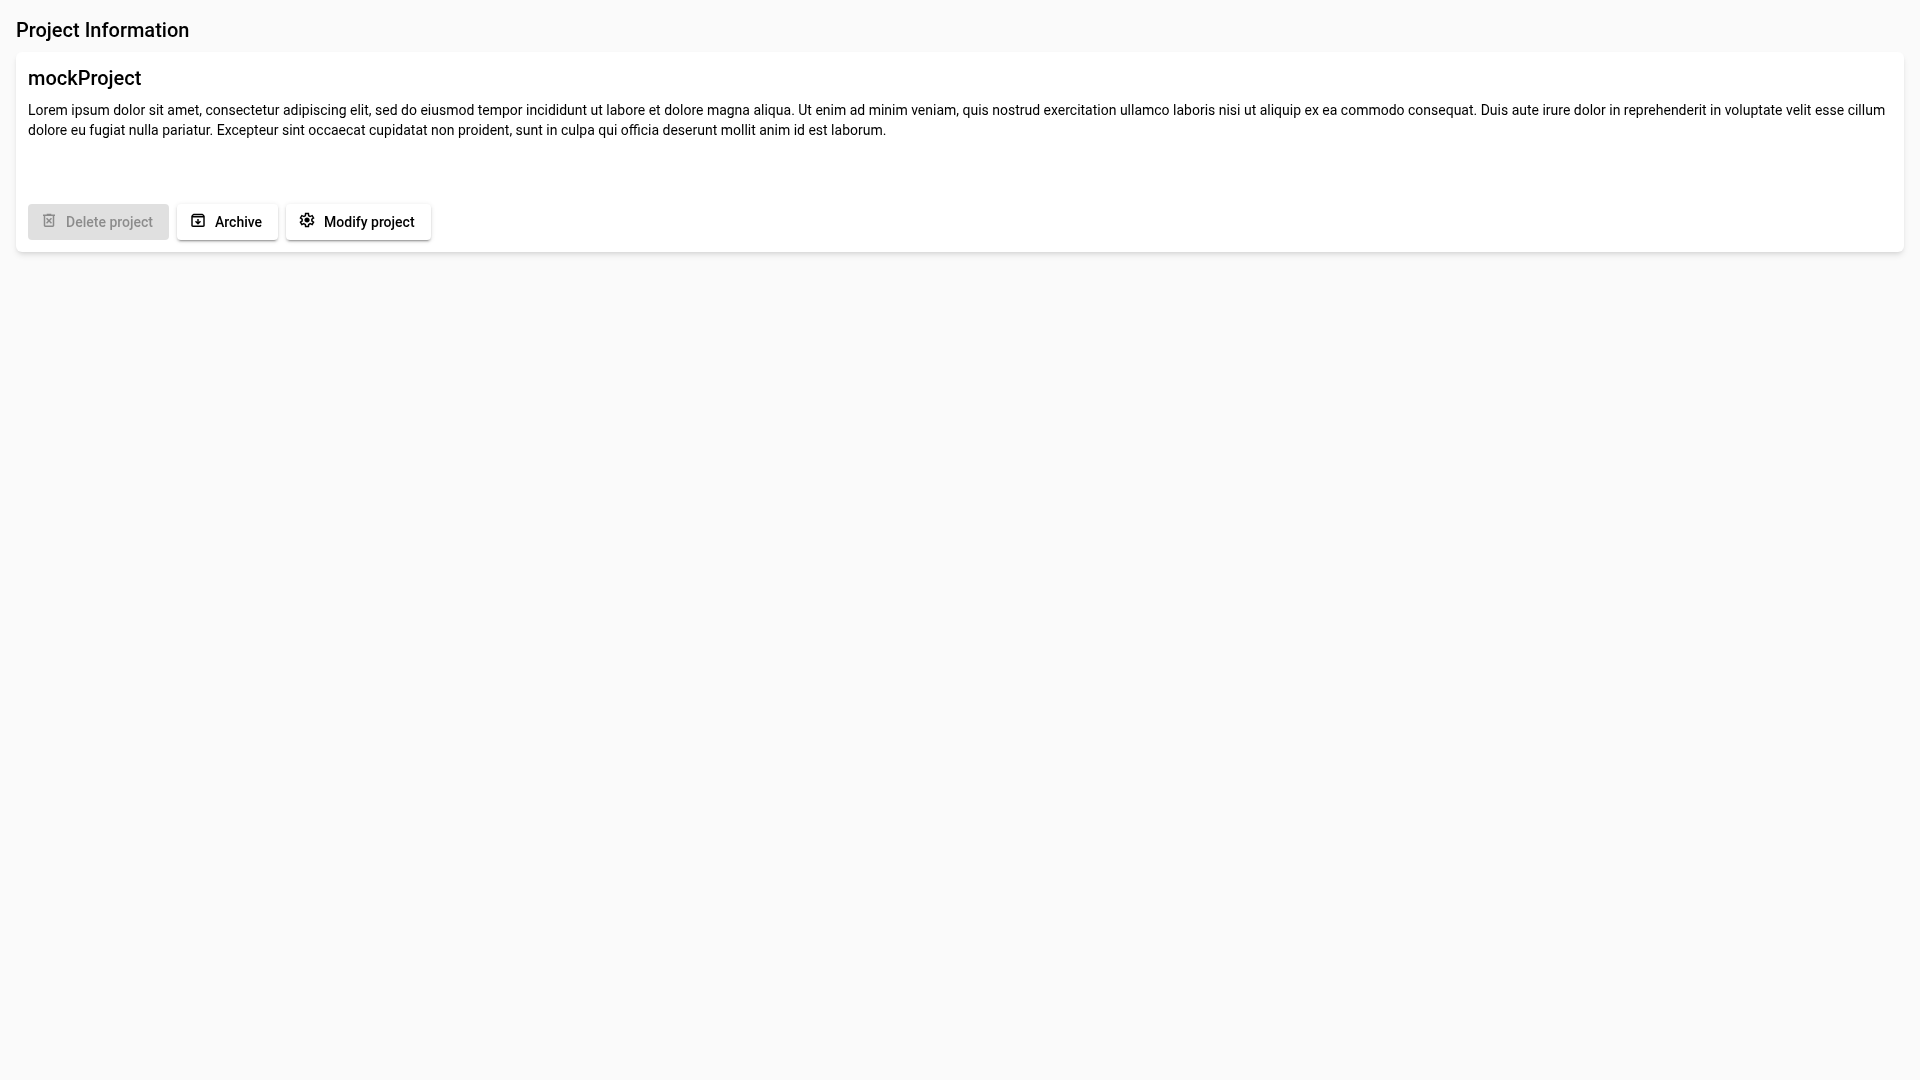 Project Information
mockProject
Lorem ipsum dolor sit amet, consectetur adipiscing elit, sed do eiusmod tempor incididunt ut labore et dolore magna aliqua. Ut enim ad minim veniam, quis nostrud exercitation ullamco laboris nisi ut aliquip ex ea commodo consequat. Duis aute irure dolor in reprehenderit in voluptate velit esse cillum
dolore eu fugiat nulla pariatur. Excepteur sint occaecat cupidatat non proident, sunt in culpa qui officia deserunt mollit anim id est laborum.
Delete project Archive Modify project